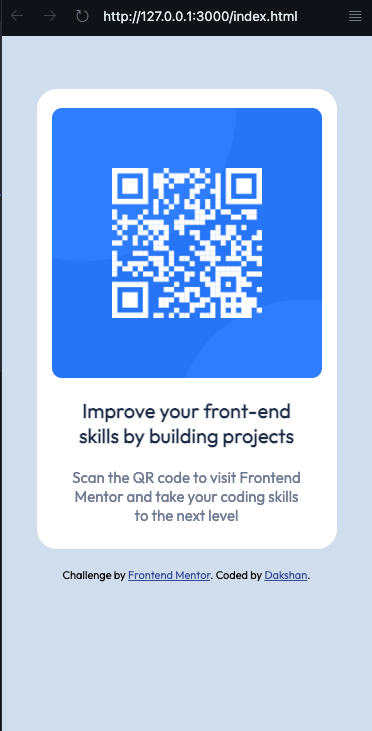 http://127.0.0.1:3000/index.html
Improve your front-end
skills by building projects
Scan the QR code to visit Frontend
Mentor and take your coding skills
to the next level
Challenge by Frontend Mentor. Coded by Dakshan.